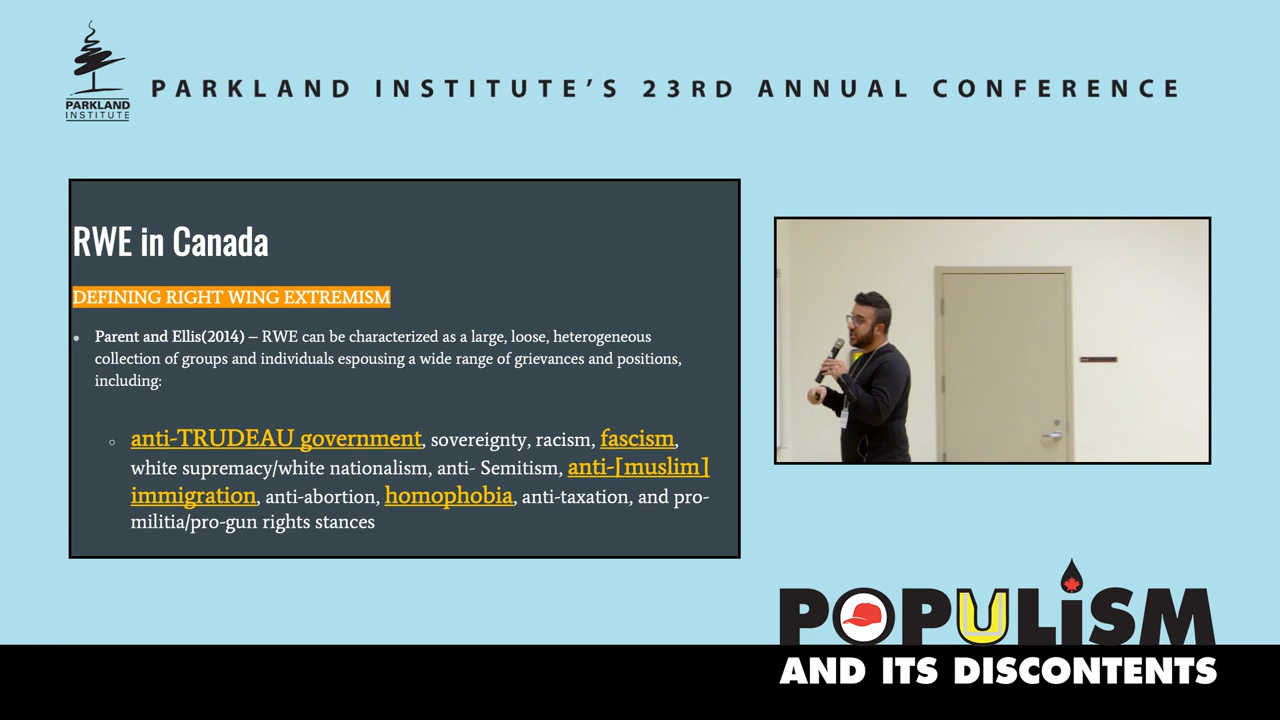 PARKLAND
INSTITUTE
PARKLAND INSTITUTE'S 23RD ANNUAL CONFERENCE
RWE in Canada
DEFINING RIGHT WING EXTREMISM
Parent and Ellis(2014) – RWE can be characterized as a large, loose, heterogeneous
collection of groups and individuals espousing a wide range of grievances and positions,
including:
anti-TRUDEAU government, sovereignty, racism, fascism,
white supremacy/white nationalism, anti- Semitism, anti-[muslim]
immigration, anti-abortion, homophobia, anti-taxation, and pro-
militia/pro-gun rights stances
POPULiSM
AND ITS DISCONTENTS